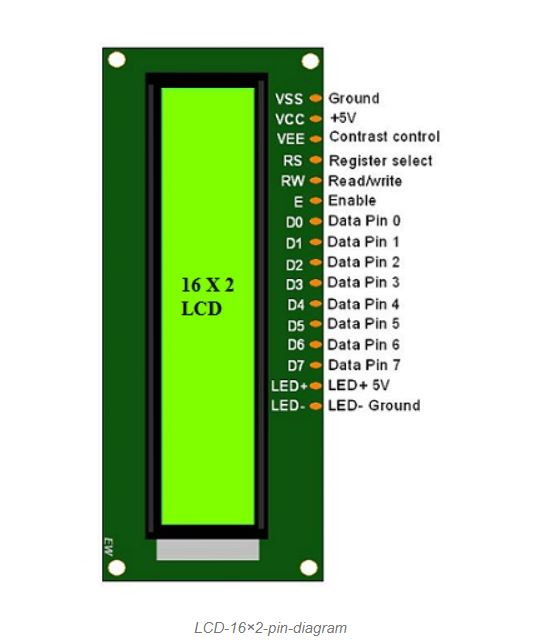 VSS Ground
VCC +5V
VEE Contrast control
RS Register select
RW Read/write
E Enable
D0 Data Pin 0
D1 Data Pin 1
D2 Data Pin 2
D3 Data Pin 3
16 X 2
LCD
D4 Data Pin 4
D5 Data Pin 5
D6 Data Pin 6
D7 Data Pin 7
LED+ LED+ 5V
LED- LED- Ground
EW
LCD-16×2-pin-diagram